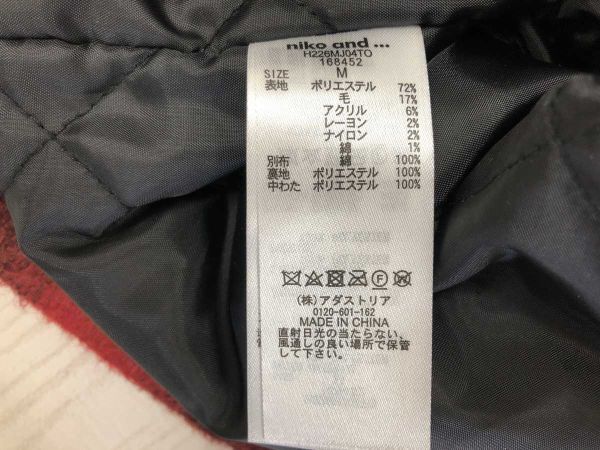 niko and ...
H226MJ04TO
168452
SIZE M
表地 ポリエステル 72%
毛 17%
アクリル 6%
レーヨン 2%
ナイロン 2%
綿 1%
別布 綿 100%
裏地 ポリエステル 100%
中わた ポリエステル 100%
(株)アダストリア
0120-601-162
MADE IN CHINA
直射日光の当たらない、
風通しの良い場所で保管
して下さい。